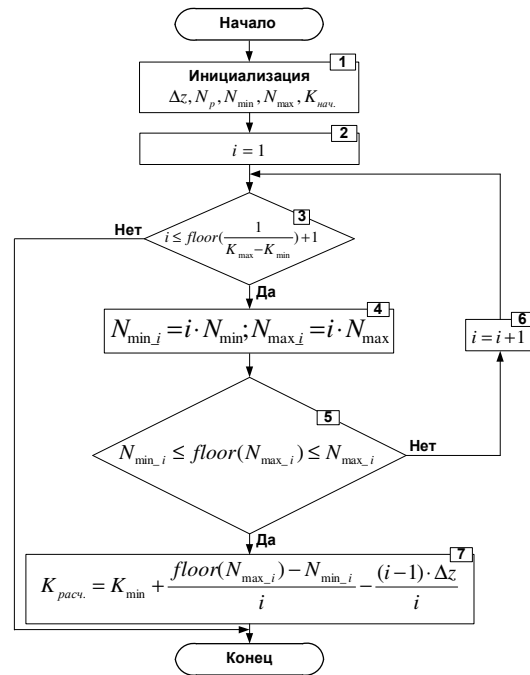 Начало
1
Инициализация
Δz, N_p, N_min, N_max, K_нач.
2
i = 1
3
Нет
i ≤ floor(1/(K_max − K_min)) + 1
Да
4
N_min_i = i · N_min; N_max_i = i · N_max
6
i = i + 1
5
N_min_i ≤ floor(N_max_i) ≤ N_max_i
Нет
Да
7
K_расч. = K_min + (floor(N_max_i) − N_min_i)/i − ((i−1) · Δz)/i
Конец